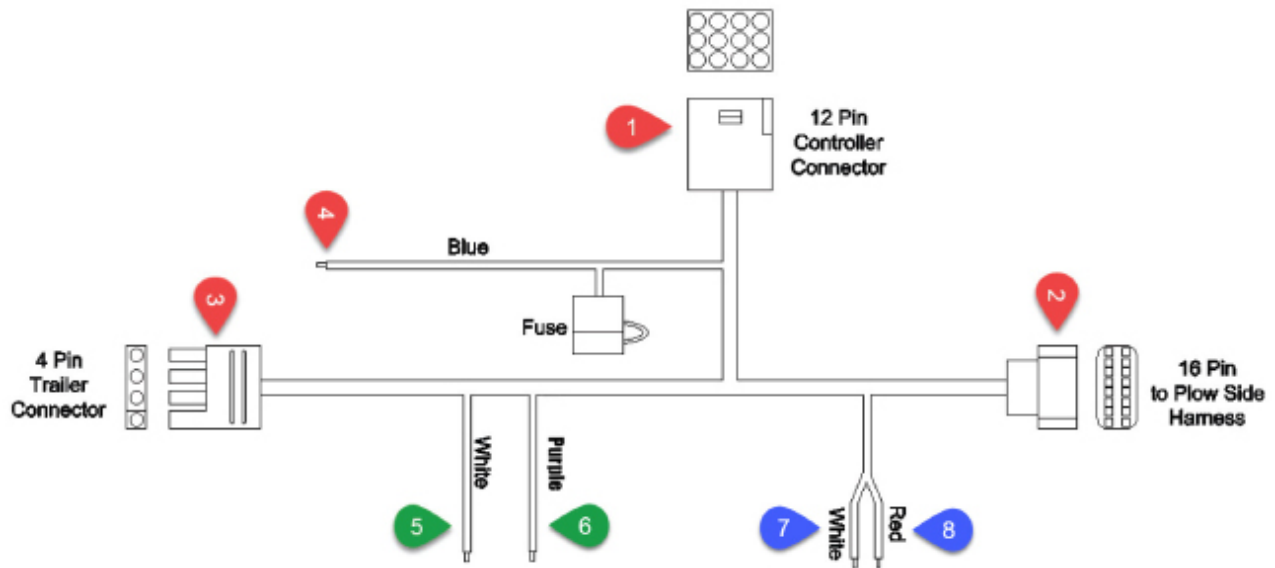 1
12 Pin
Controller
Connector
4
Blue
3
Fuse
2
4 Pin
Trailer
Connector
16 Pin
to Plow Side
Harness
White
Purple
5
6
7
White
Red
8